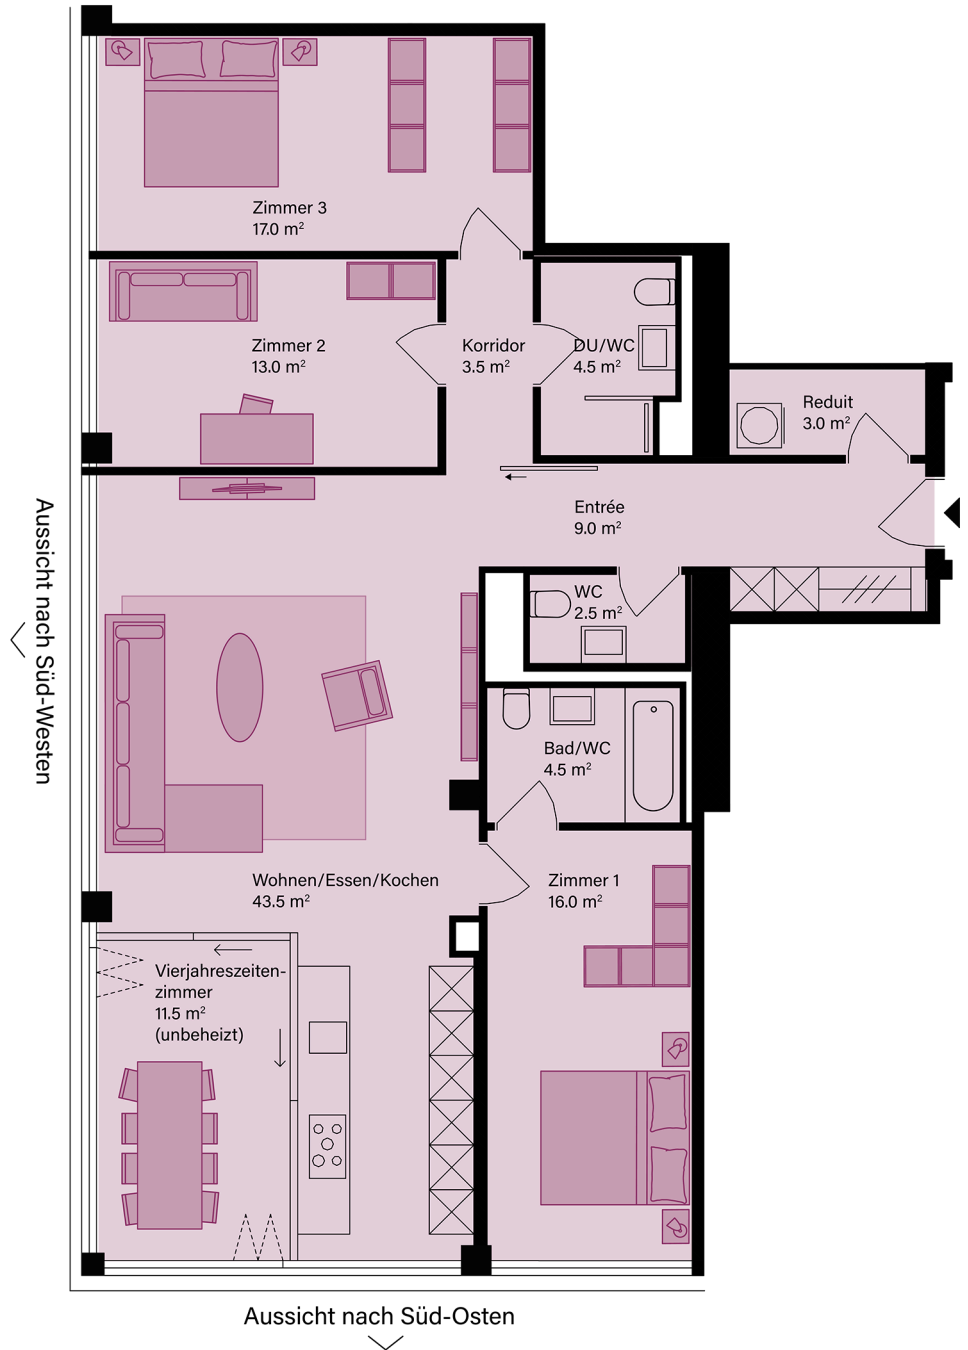 Zimmer 3
17.0 m²
Zimmer 2
13.0 m²
Korridor
3.5 m²
DU/WC
4.5 m²
Reduit
3.0 m²
Entrée
9.0 m²
WC
2.5 m²
Bad/WC
4.5 m²
Wohnen/Essen/Kochen
43.5 m²
Zimmer 1
16.0 m²
Vierjahreszeiten-
zimmer
11.5 m²
(unbeheizt)
Aussicht nach Süd-Westen
Aussicht nach Süd-Osten